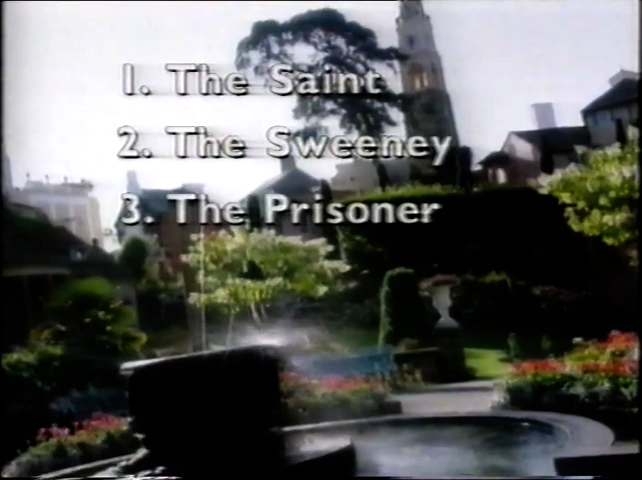 1. The Saint
2. The Sweeney
3. The Prisoner